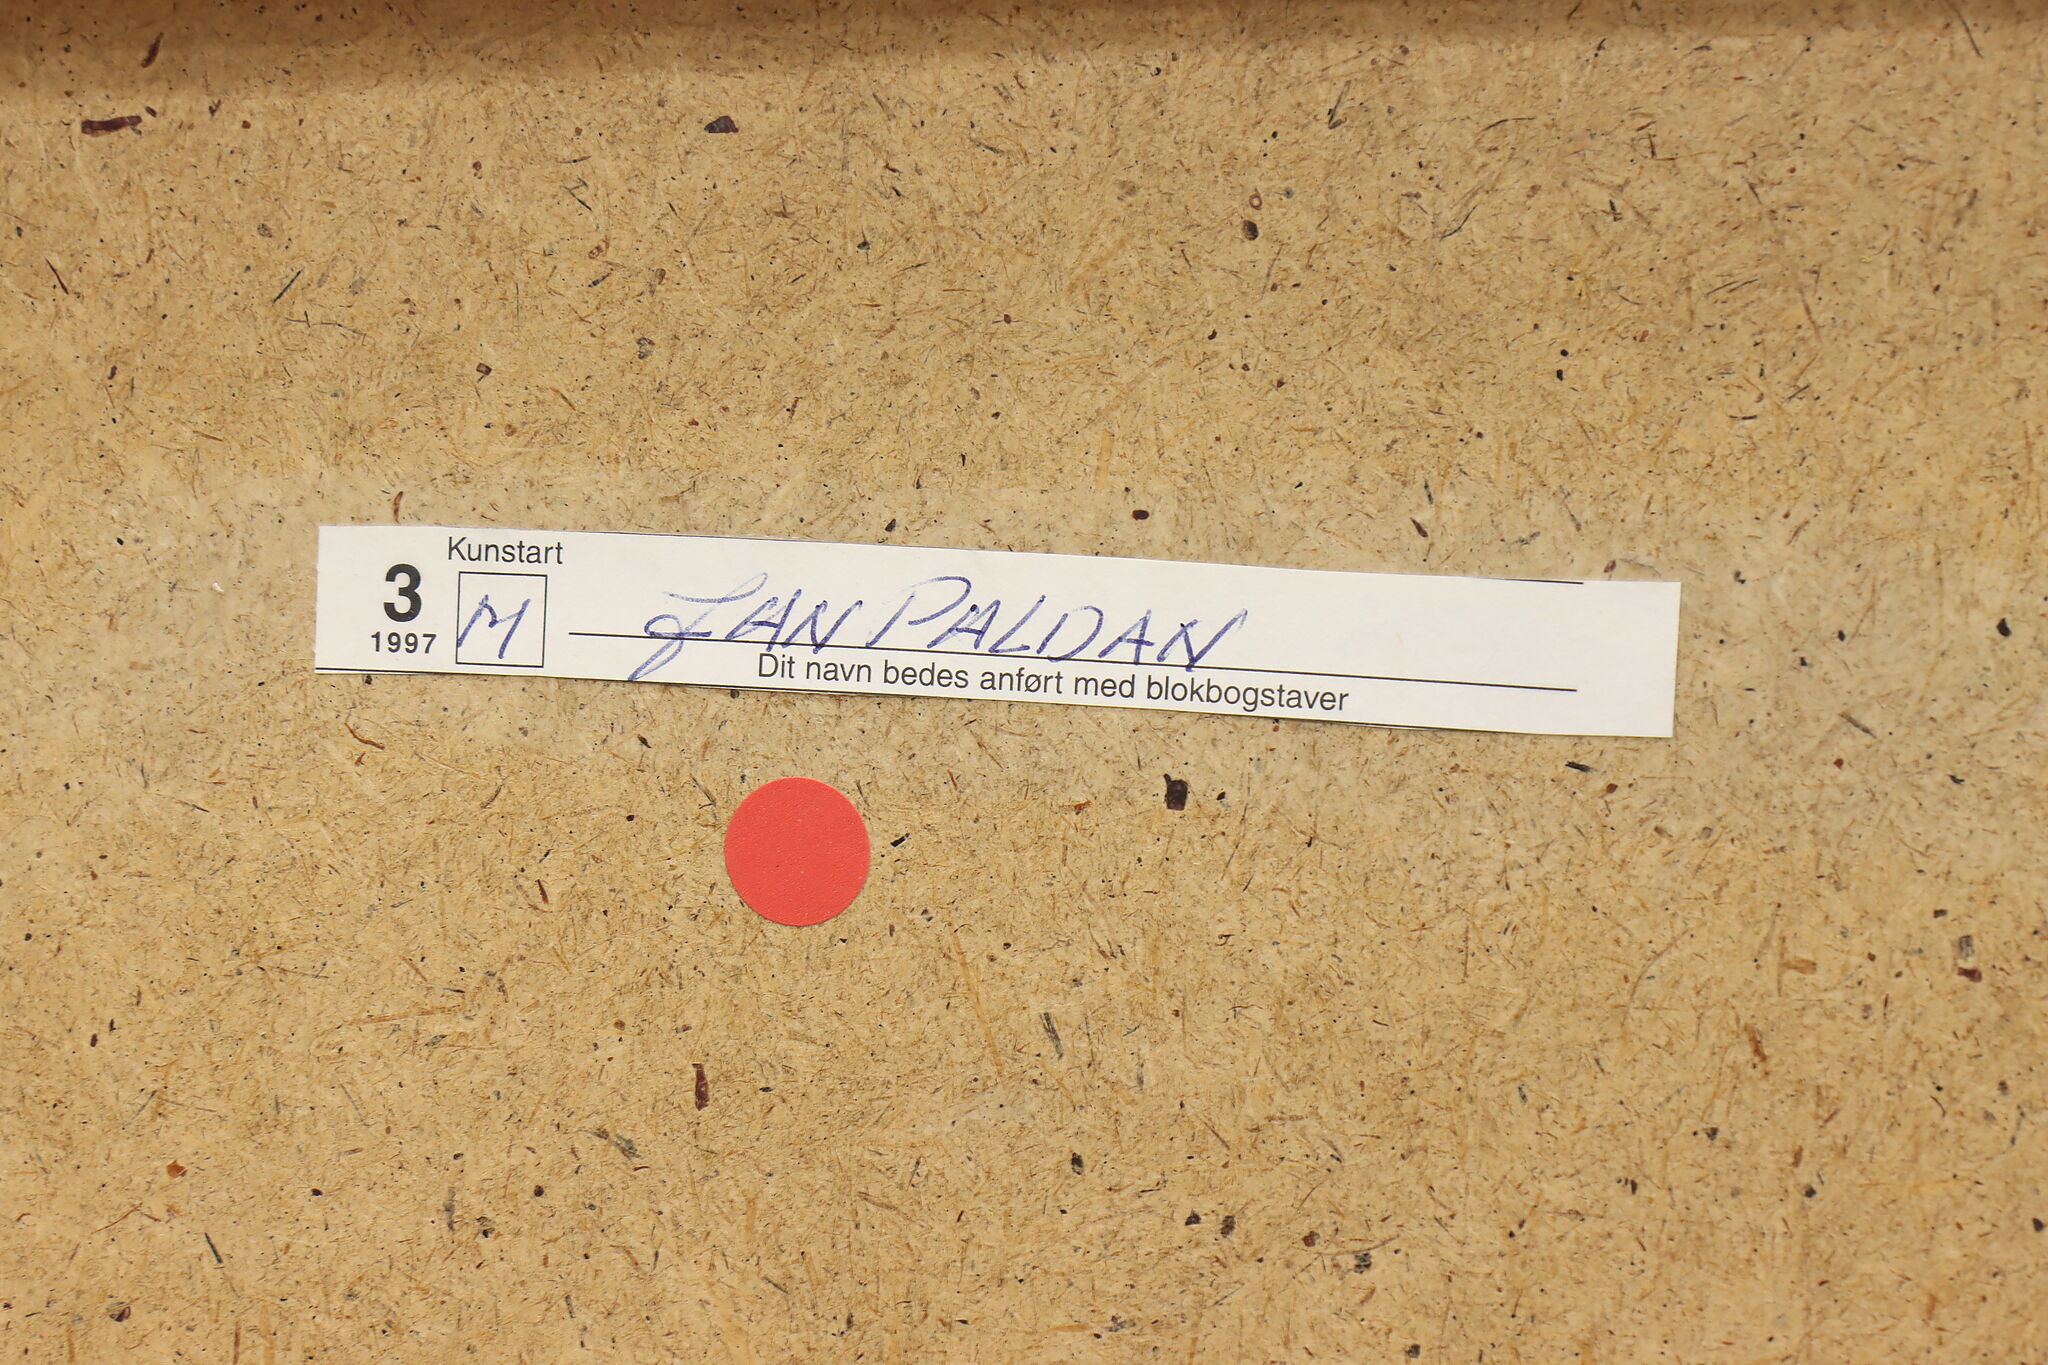 Kunstart
3
1997
M
JAN PALDAN
Dit navn bedes anført med blokbogstaver